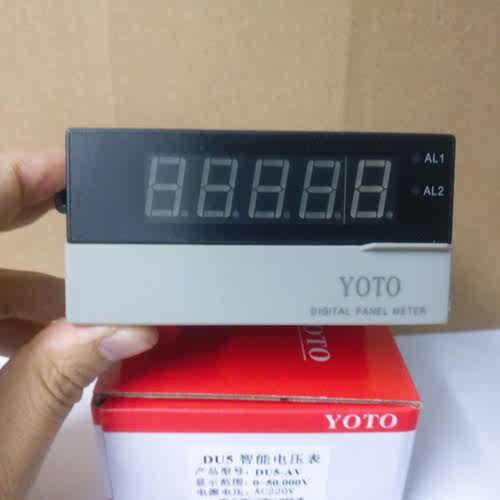 AL1
AL2
YOTO
DIGITAL PANEL METER
YOTO
YOTO
DU5 智能电压表
产品型号: DU5-AV
显示范围: 0~50.000V
电源电压: AC220V